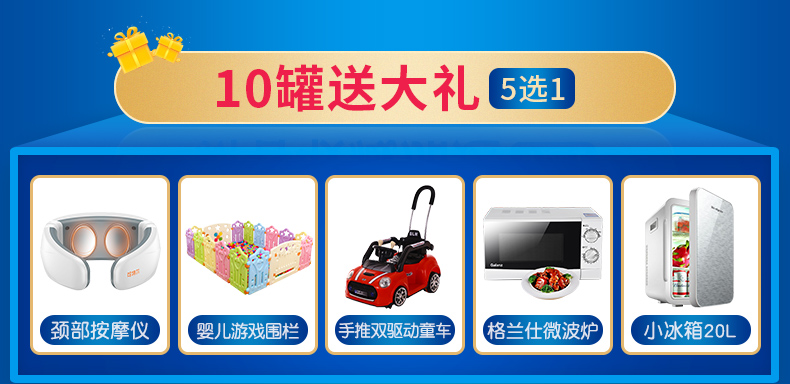 10罐送大礼 5选1
颈部按摩仪
婴儿游戏围栏
手推双驱动童车
Galanz
格兰仕微波炉
小冰箱20L